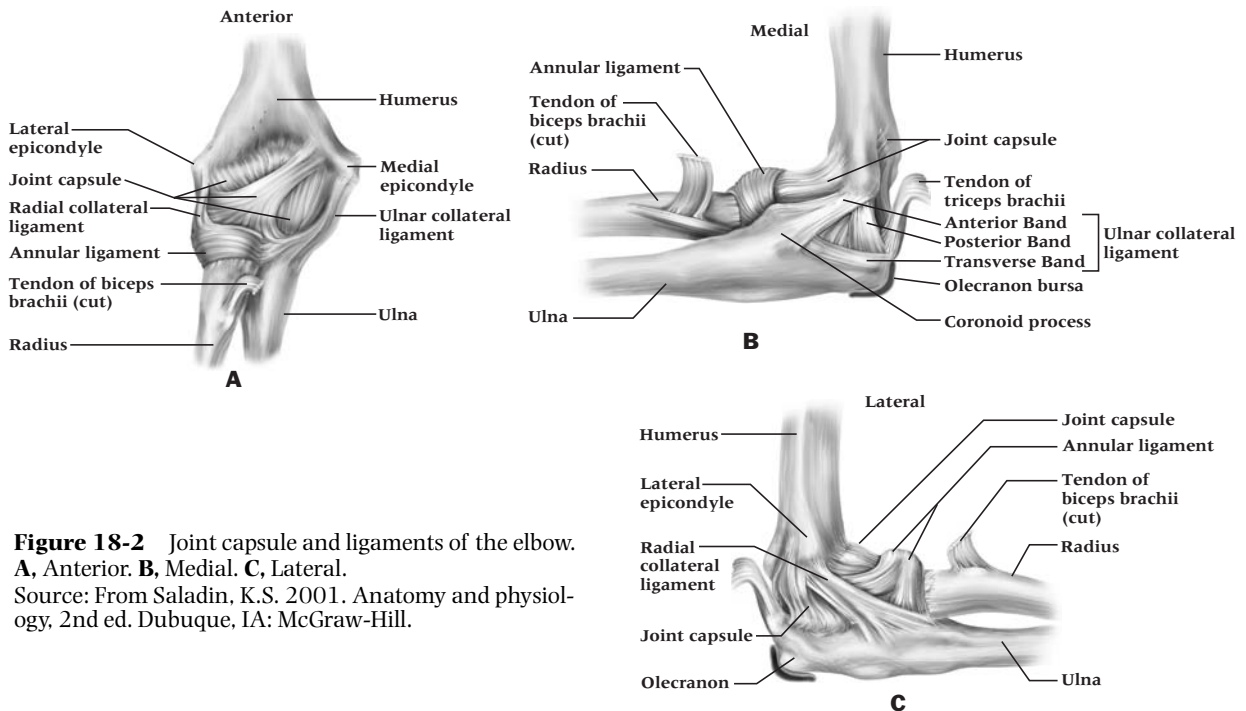 Anterior
Humerus
Lateral
epicondyle
Joint capsule
Medial
epicondyle
Radial collateral
ligament
Ulnar collateral
ligament
Annular ligament
Tendon of biceps
brachii (cut)
Ulna
Radius
A
Medial
Annular ligament
Humerus
Tendon of
biceps brachii
(cut)
Joint capsule
Radius
Tendon of
triceps brachii
Anterior Band
Posterior Band
Transverse Band
Ulnar collateral
ligament
Olecranon bursa
Ulna
Coronoid process
B
Lateral
Joint capsule
Humerus
Annular ligament
Lateral
epicondyle
Tendon of
biceps brachii
(cut)
Radial
collateral
ligament
Radius
Joint capsule
Olecranon
Ulna
C
Figure 18-2 Joint capsule and ligaments of the elbow.
A, Anterior. B, Medial. C, Lateral.
Source: From Saladin, K.S. 2001. Anatomy and physiol-
ogy, 2nd ed. Dubuque, IA: McGraw-Hill.